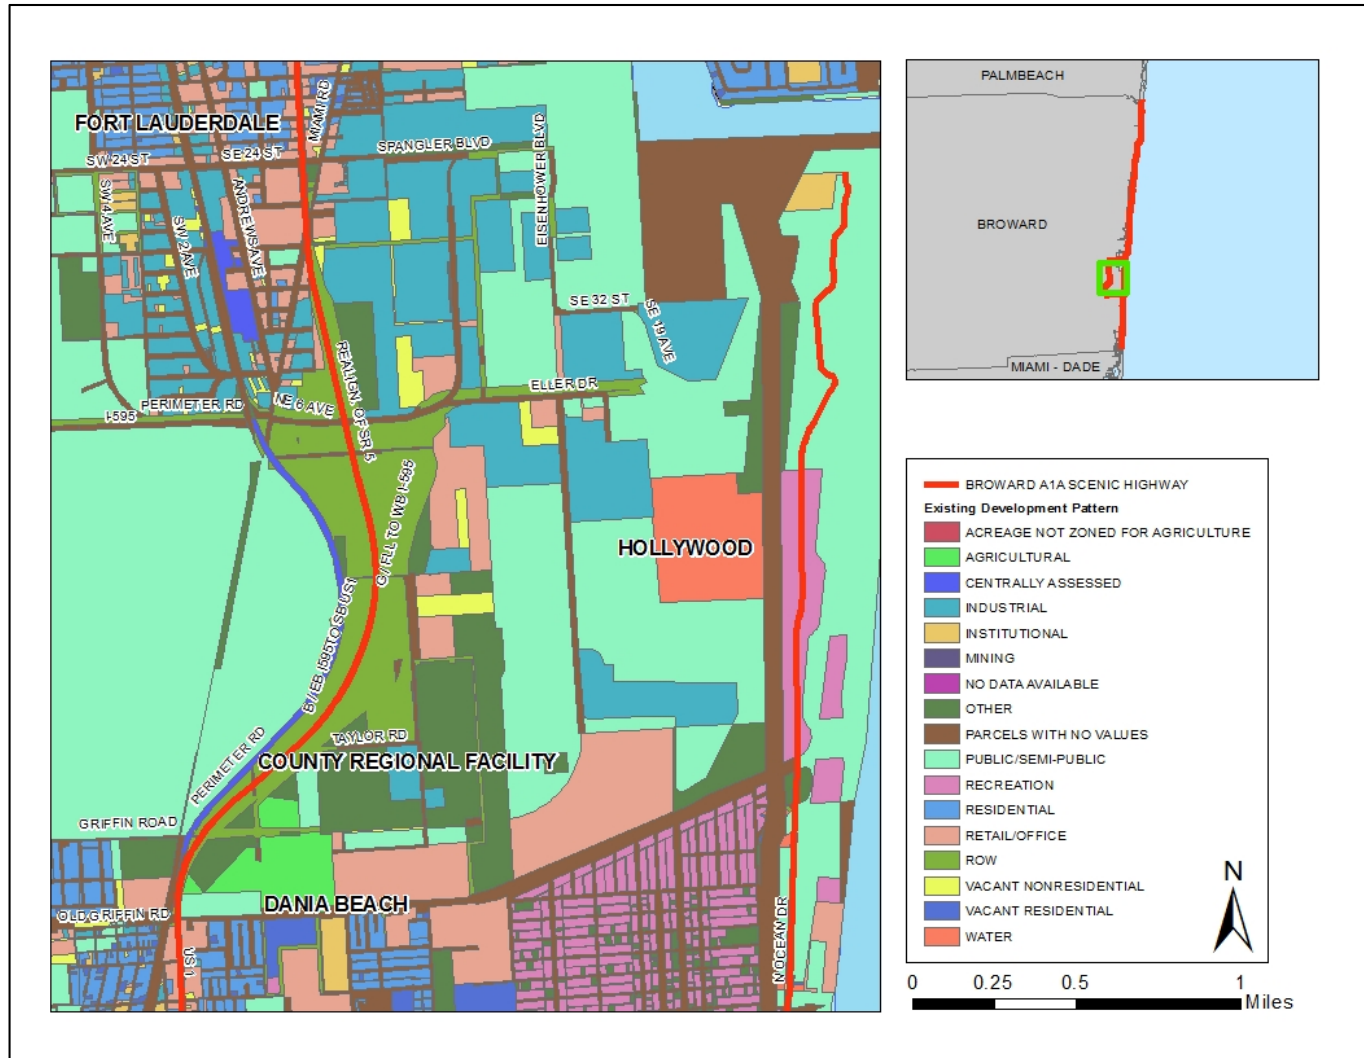 FORT LAUDERDALE
MIAMI RD
SW 24 ST
SE 24 ST
SPANGLER BLVD
EISENHOWER BLVD
SW 4 AVE
SW 2 AVE
ANDREWS AVE
SE 32 ST
SE 19 AVE
REALIGN. OF SR 5
ELLER DR
I-595
PERIMETER RD
NE 6 AVE
G / FLL TO WB I-595
HOLLYWOOD
B / EB I595 TO SB US1
TAYLOR RD
COUNTY REGIONAL FACILITY
PERIMETER RD
GRIFFIN ROAD
DANIA BEACH
OLD GRIFFIN RD
US 1
N OCEAN DR
PALMBEACH
BROWARD
MIAMI - DADE
BROWARD A1A SCENIC HIGHWAY
Existing Development Pattern
ACREAGE NOT ZONED FOR AGRICULTURE
AGRICULTURAL
CENTRALLY ASSESSED
INDUSTRIAL
INSTITUTIONAL
MINING
NO DATA AVAILABLE
OTHER
PARCELS WITH NO VALUES
PUBLIC/SEMI-PUBLIC
RECREATION
RESIDENTIAL
RETAIL/OFFICE
ROW
VACANT NONRESIDENTIAL
VACANT RESIDENTIAL
WATER
N
0 0.25 0.5 1
Miles